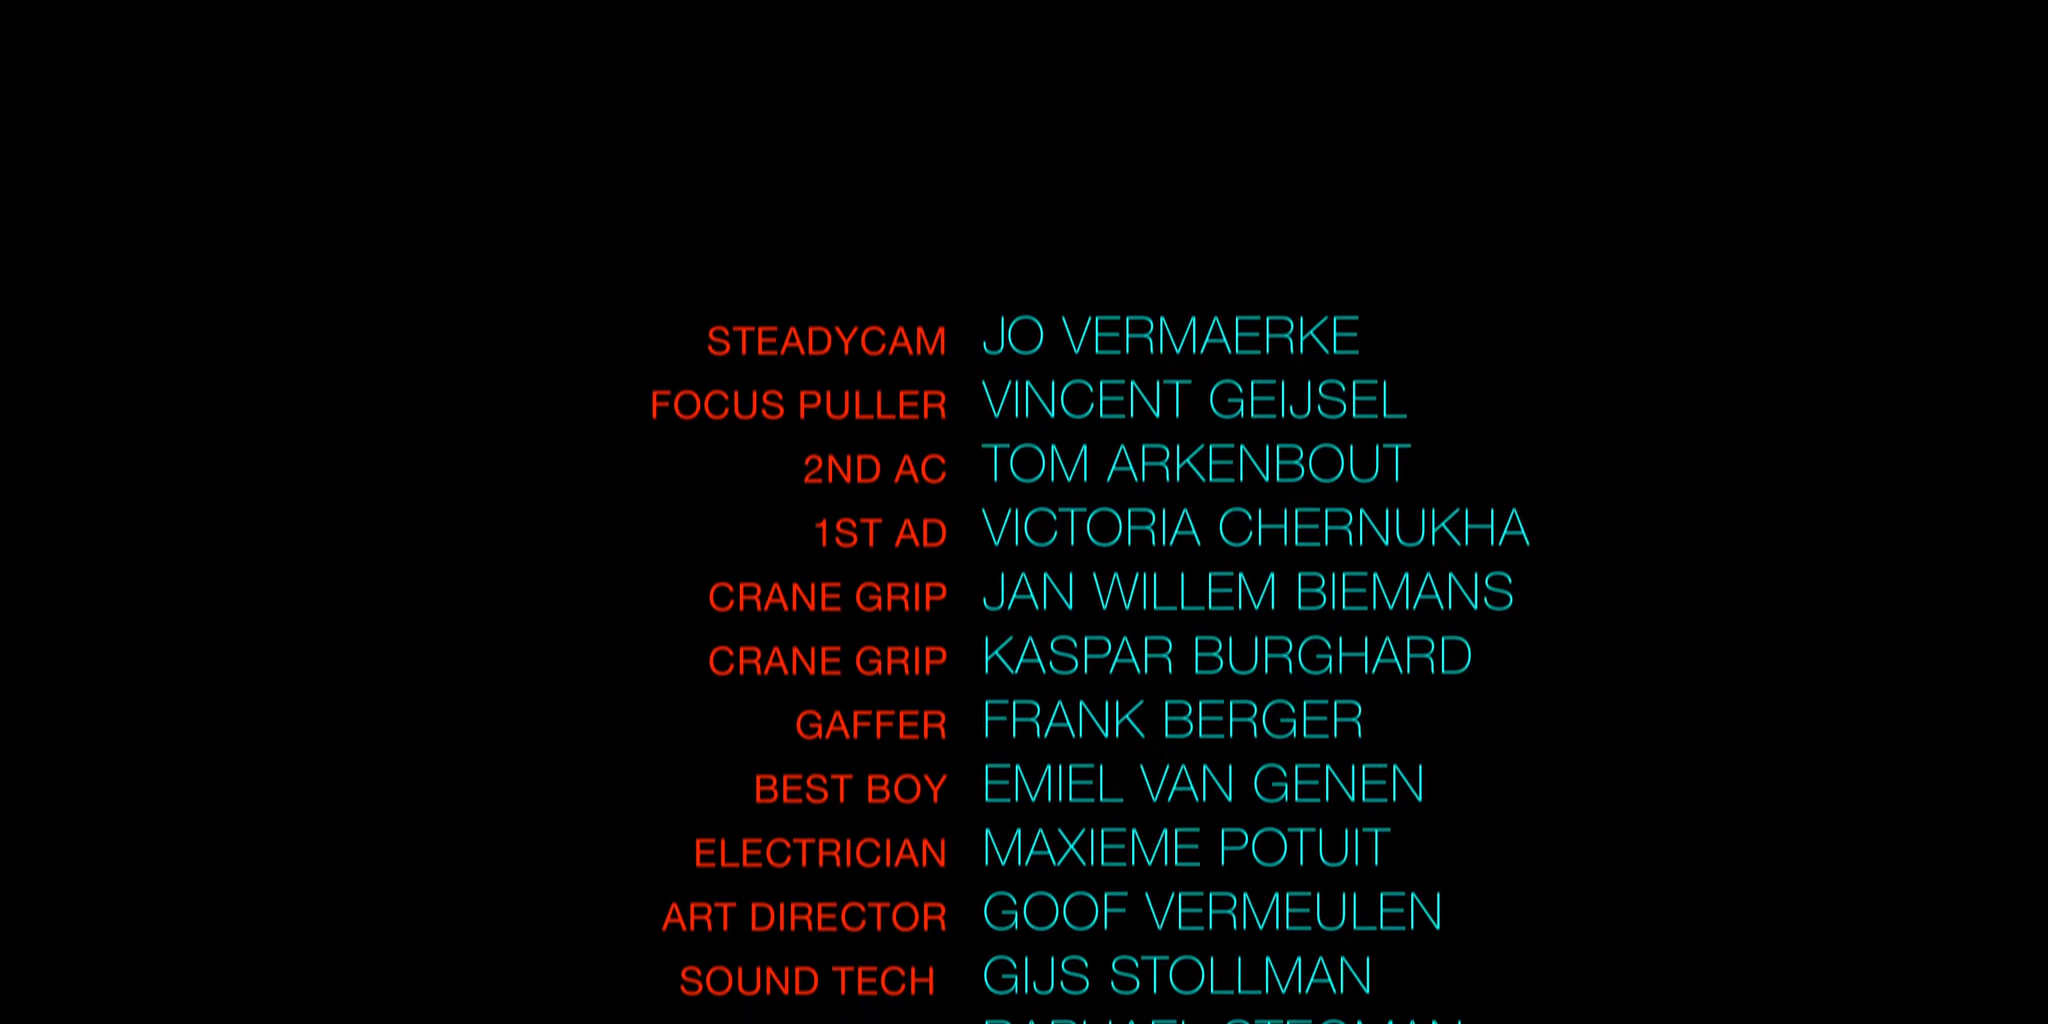 STEADYCAM JO VERMAERKE
FOCUS PULLER VINCENT GEIJSEL
2ND AC TOM ARKENBOUT
1ST AD VICTORIA CHERNUKHA
CRANE GRIP JAN WILLEM BIEMANS
CRANE GRIP KASPAR BURGHARD
GAFFER FRANK BERGER
BEST BOY EMIEL VAN GENEN
ELECTRICIAN MAXIEME POTUIT
ART DIRECTOR GOOF VERMEULEN
SOUND TECH GIJS STOLLMAN